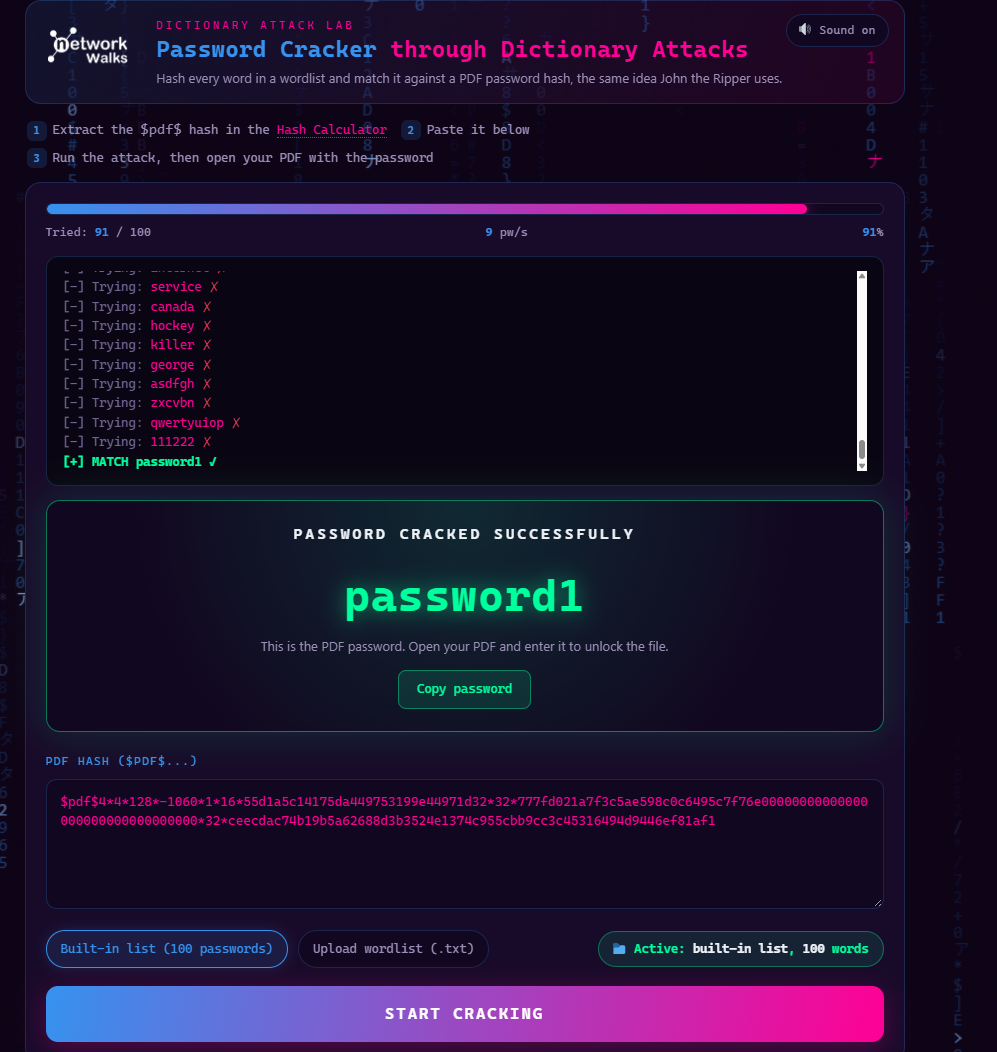 network
Walks
DICTIONARY ATTACK LAB
Password Cracker through Dictionary Attacks
Hash every word in a wordlist and match it against a PDF password hash, the same idea John the Ripper uses.
Sound on
1 Extract the $pdf$ hash in the Hash Calculator 2 Paste it below
3 Run the attack, then open your PDF with the password
Tried: 91 / 100
9 pw/s
91%
[-] Trying: service ✗
[-] Trying: canada ✗
[-] Trying: hockey ✗
[-] Trying: killer ✗
[-] Trying: george ✗
[-] Trying: asdfgh ✗
[-] Trying: zxcvbn ✗
[-] Trying: qwertyuiop ✗
[-] Trying: 111222 ✗
[+] MATCH password1 ✓
PASSWORD CRACKED SUCCESSFULLY
password1
This is the PDF password. Open your PDF and enter it to unlock the file.
Copy password
PDF HASH ($PDF$...)
$pdf$4*4*128*-1060*1*16*55d1a5c14175da449753199e44971d32*32*777fd021a7f3c5ae598c0c6495c7f76e00000000000000
000000000000000000*32*ceecdac74b19b5a62688d3b3524e1374c955cbb9cc3c45316494d9446ef81af1
Built-in list (100 passwords)
Upload wordlist (.txt)
Active: built-in list, 100 words
START CRACKING